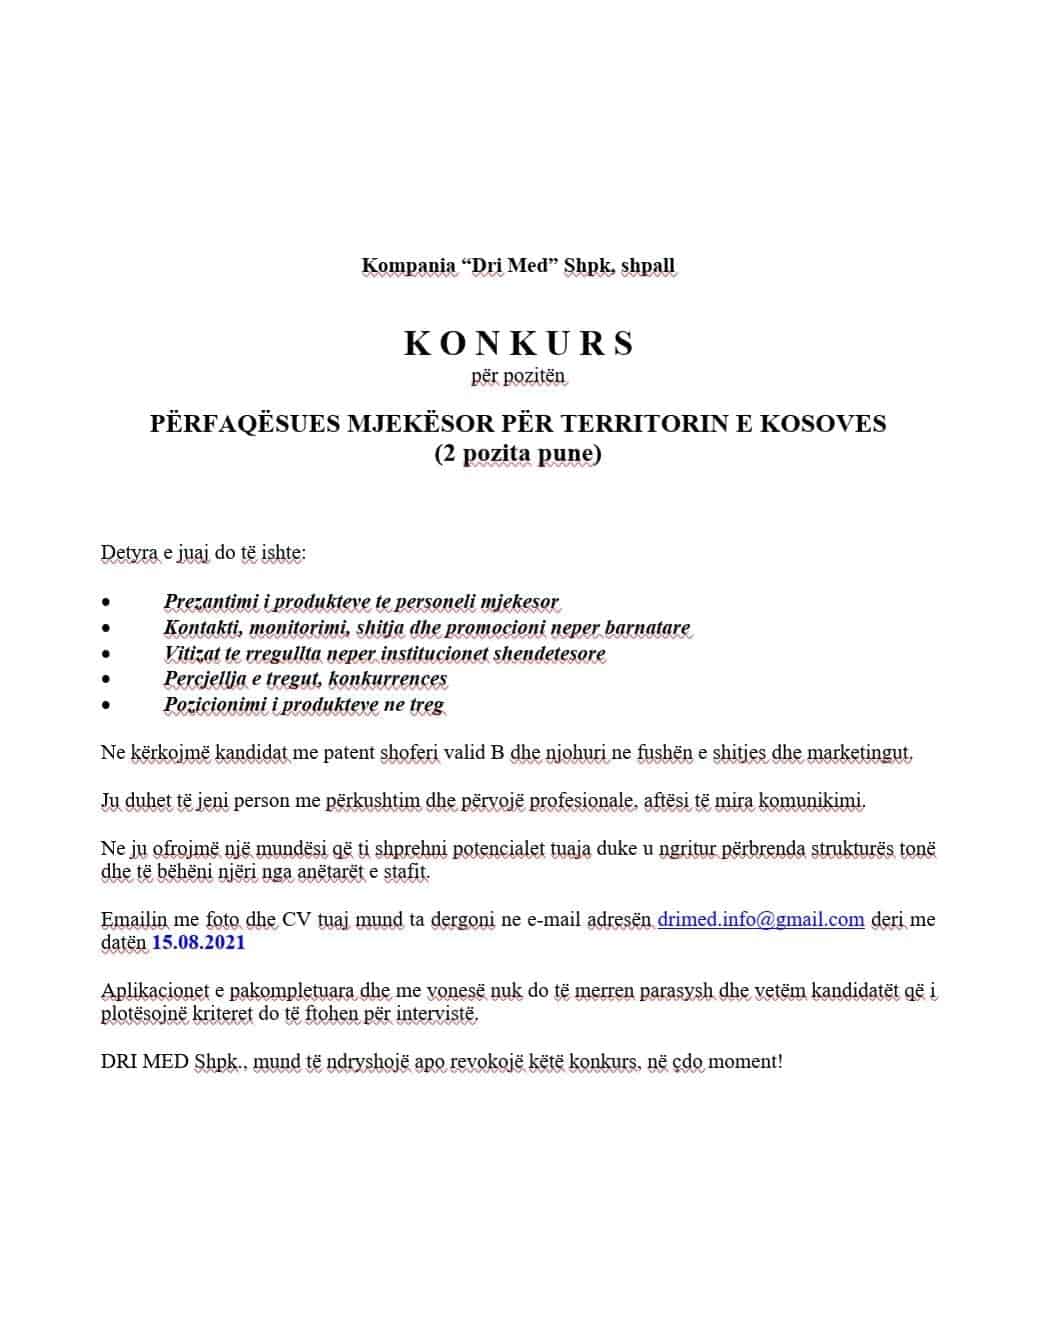 Kompania “Dri Med” Shpk, shpall
K O N K U R S
për pozitën
PËRFAQËSUES MJEKËSOR PËR TERRITORIN E KOSOVES
(2 pozita pune)
Detyra e juaj do të ishte:
• Prezantimi i produkteve te personeli mjekesor
• Kontakti, monitorimi, shitja dhe promocioni neper barnatare
• Vitizat te rregullta neper institucionet shendetesore
• Percjellja e tregut, konkurrences
• Pozicionimi i produkteve ne treg
Ne kërkojmë kandidat me patent shoferi valid B dhe njohuri ne fushën e shitjes dhe marketingut.
Ju duhet të jeni person me përkushtim dhe përvojë profesionale, aftësi të mira komunikimi.
Ne ju ofrojmë një mundësi që ti shprehni potencialet tuaja duke u ngritur përbrenda strukturës tonë
dhe të bëhëni njëri nga anëtarët e stafit.
Emailin me foto dhe CV tuaj mund ta dergoni ne e-mail adresën drimed.info@gmail.com deri me
datën 15.08.2021
Aplikacionet e pakompletuara dhe me vonesë nuk do të merren parasysh dhe vetëm kandidatët që i
plotësojnë kriteret do të ftohen për intervistë.
DRI MED Shpk., mund të ndryshojë apo revokojë këtë konkurs, në çdo moment!